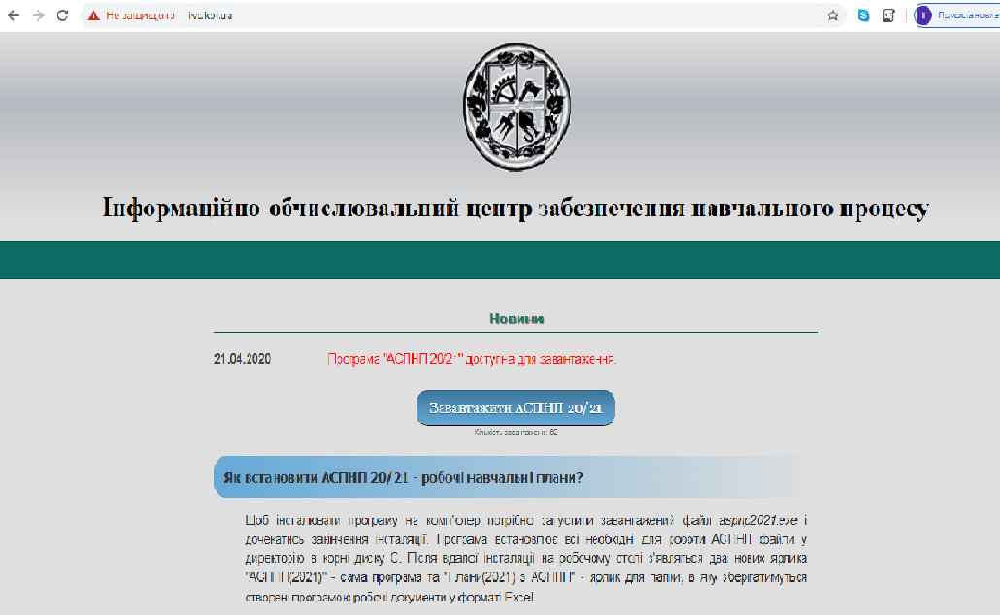 Не защищено ivc.kpi.ua
Інформаційно-обчислювальний центр забезпечення навчального процесу
Новини
21.04.2020 Програма "АСПНП 20/21" доступна для завантаження.
Завантажити АСПНП 20/21
Кількість завантажень: 62
Як встановити АСПНП 20/21 - робочі навчальні плани?
Щоб інсталювати програму на комп'ютер потрібно запустити завантажений файл aspnp2021.exe і
дочекатись закінчення інсталяції. Програма встановлює всі необхідні для роботи АСПНП файли у
директорію в корні диску C. Після вдалої інсталяції на робочому столі з'являться два нових ярлика
"АСПНП(2021)" - сама програма та "Плани(2021) з АСПНП" - ярлик для папки, в яку зберігатимуться
створені програмою робочі документи у форматі Excel